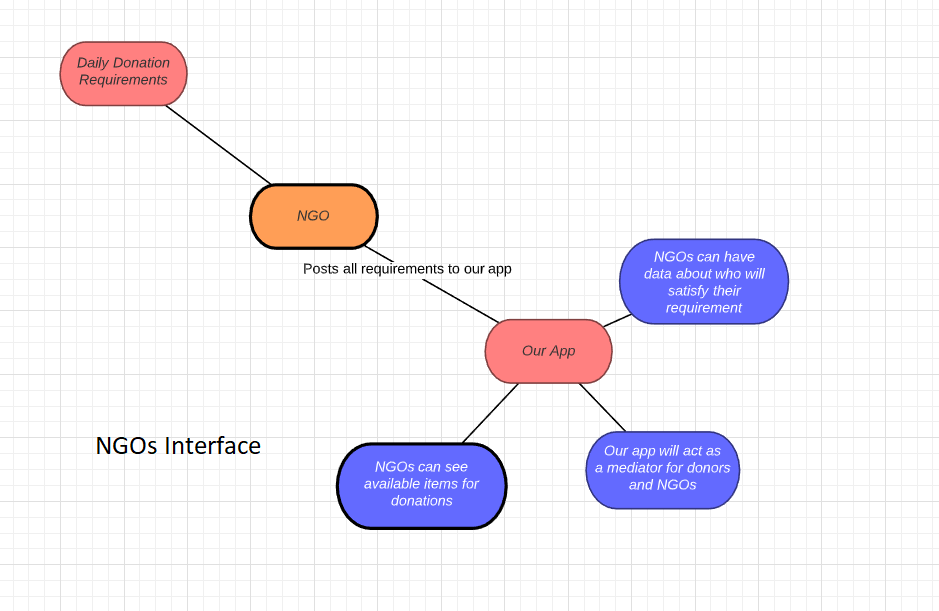 Daily Donation
Requirements
NGO
Posts all requirements to our app
NGOs can have
data about who will
satisfy their
requirement
Our App
NGOs Interface
NGOs can see
available items for
donations
Our app will act as
a mediator for donors
and NGOs